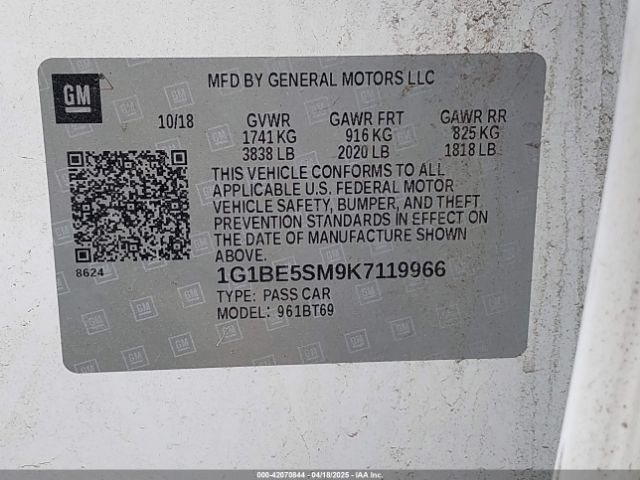 GM
MFD BY GENERAL MOTORS LLC
10/18 GVWR GAWR FRT GAWR RR
1741 KG 916 KG 825 KG
3838 LB 2020 LB 1818 LB
THIS VEHICLE CONFORMS TO ALL
APPLICABLE U.S. FEDERAL MOTOR
VEHICLE SAFETY, BUMPER, AND THEFT
PREVENTION STANDARDS IN EFFECT ON
THE DATE OF MANUFACTURE SHOWN
ABOVE.
8624
1G1BE5SM9K7119966
TYPE: PASS CAR
MODEL: 961BT69
000-42070844 - 04/18/2025 - IAAI.COM